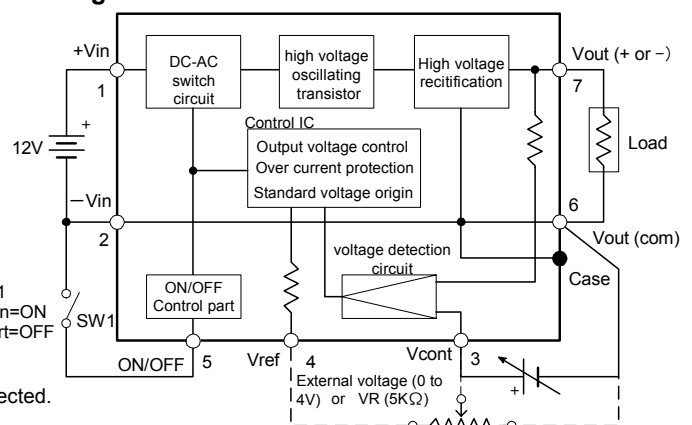 g
+Vin
1
DC-AC
switch
circuit
high voltage
oscillating
transistor
High voltage
recitification
Vout (+ or −)
7
Control IC
Output voltage control
Over current protection
Standard voltage origin
+
12V
Load
−Vin
2
6
Vout (com)
voltage detection
circuit
Case
ON/OFF
Control part
1
n=ON
rt=OFF
SW1
ON/OFF
5
Vref
4
Vcont
3
External voltage (0 to
4V) or VR (5KΩ)
+
ected.